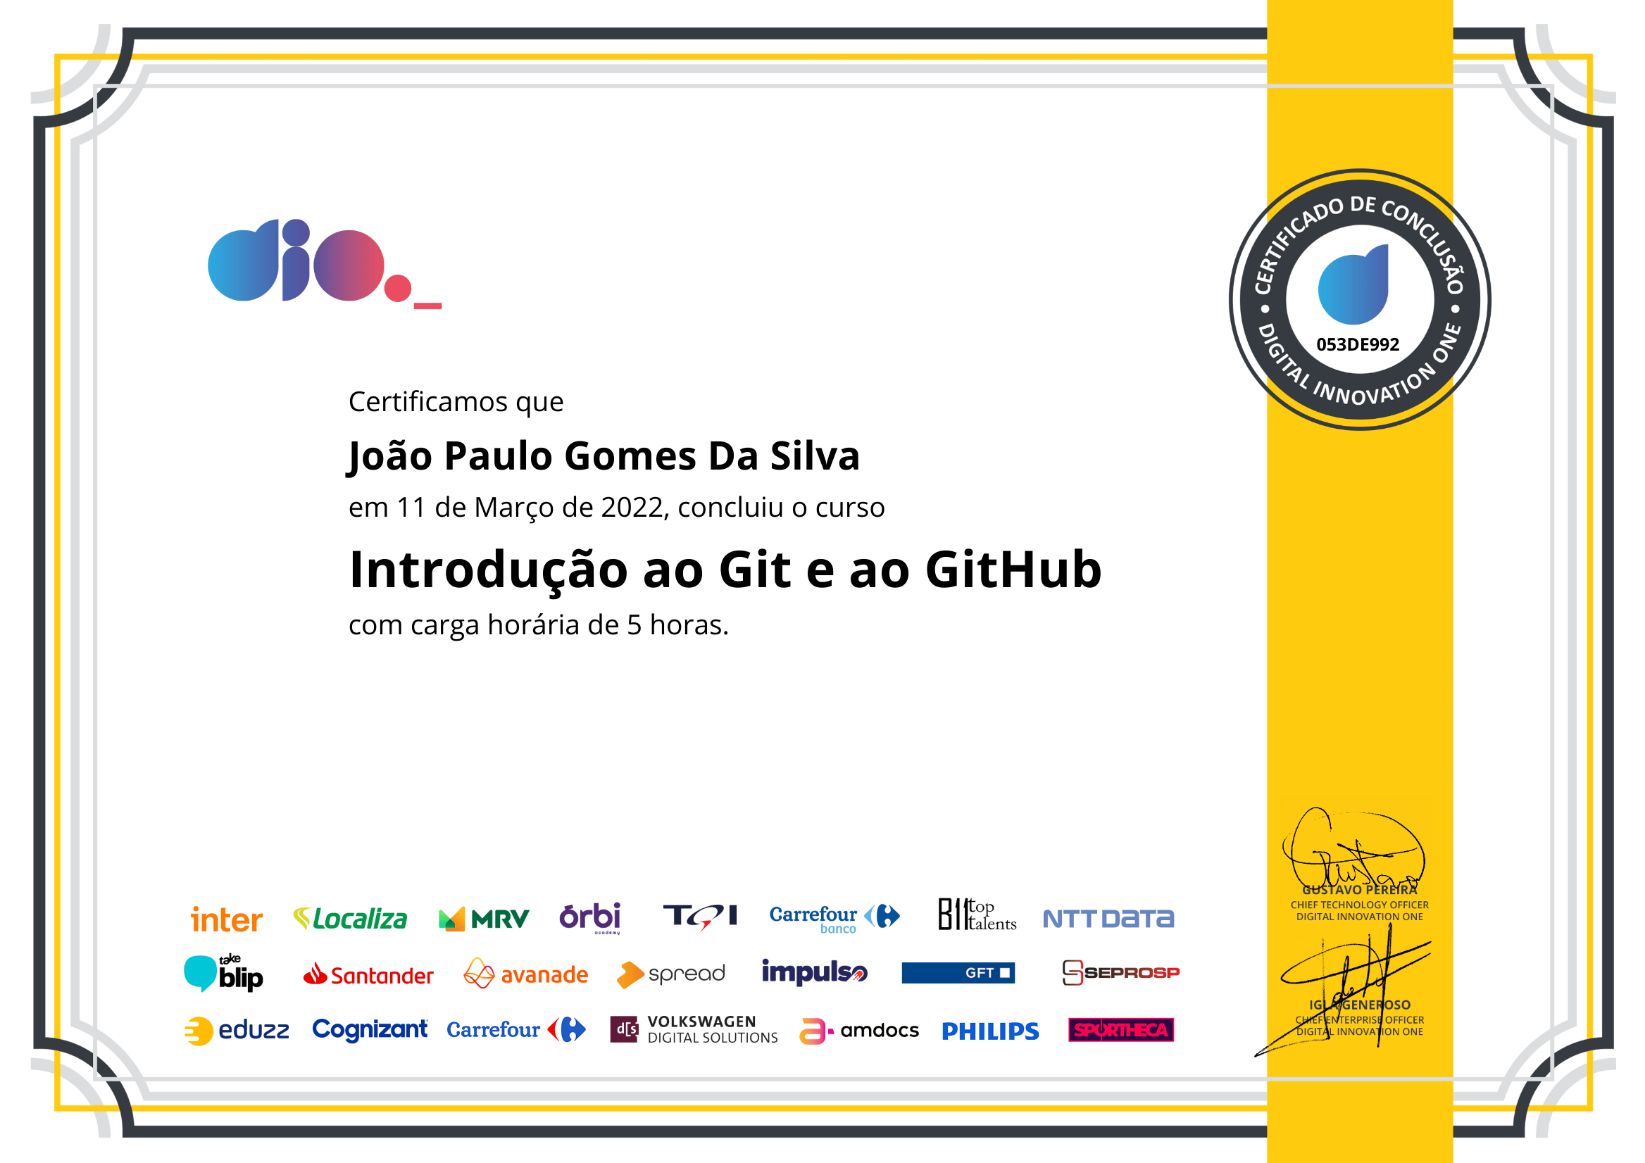 dio._
CERTIFICADO DE CONCLUSÃO
053DE992
DIGITAL INNOVATION ONE
Certificamos que
João Paulo Gomes Da Silva
em 11 de Março de 2022, concluiu o curso
Introdução ao Git e ao GitHub
com carga horária de 5 horas.
Gustavo
GUSTAVO PEREIRA
CHIEF TECHNOLOGY OFFICER
DIGITAL INNOVATION ONE
IGLÁ GENEROSO
CHIEF ENTERPRISE OFFICER
DIGITAL INNOVATION ONE
inter Localiza MRV órbi academy TQI Carrefour banco B111 top talents NTT DATA
take blip Santander avanade spread impulso GFT SEPROSP
eduzz Cognizant Carrefour d[s VOLKSWAGEN DIGITAL SOLUTIONS amdocs PHILIPS SPORTHECA